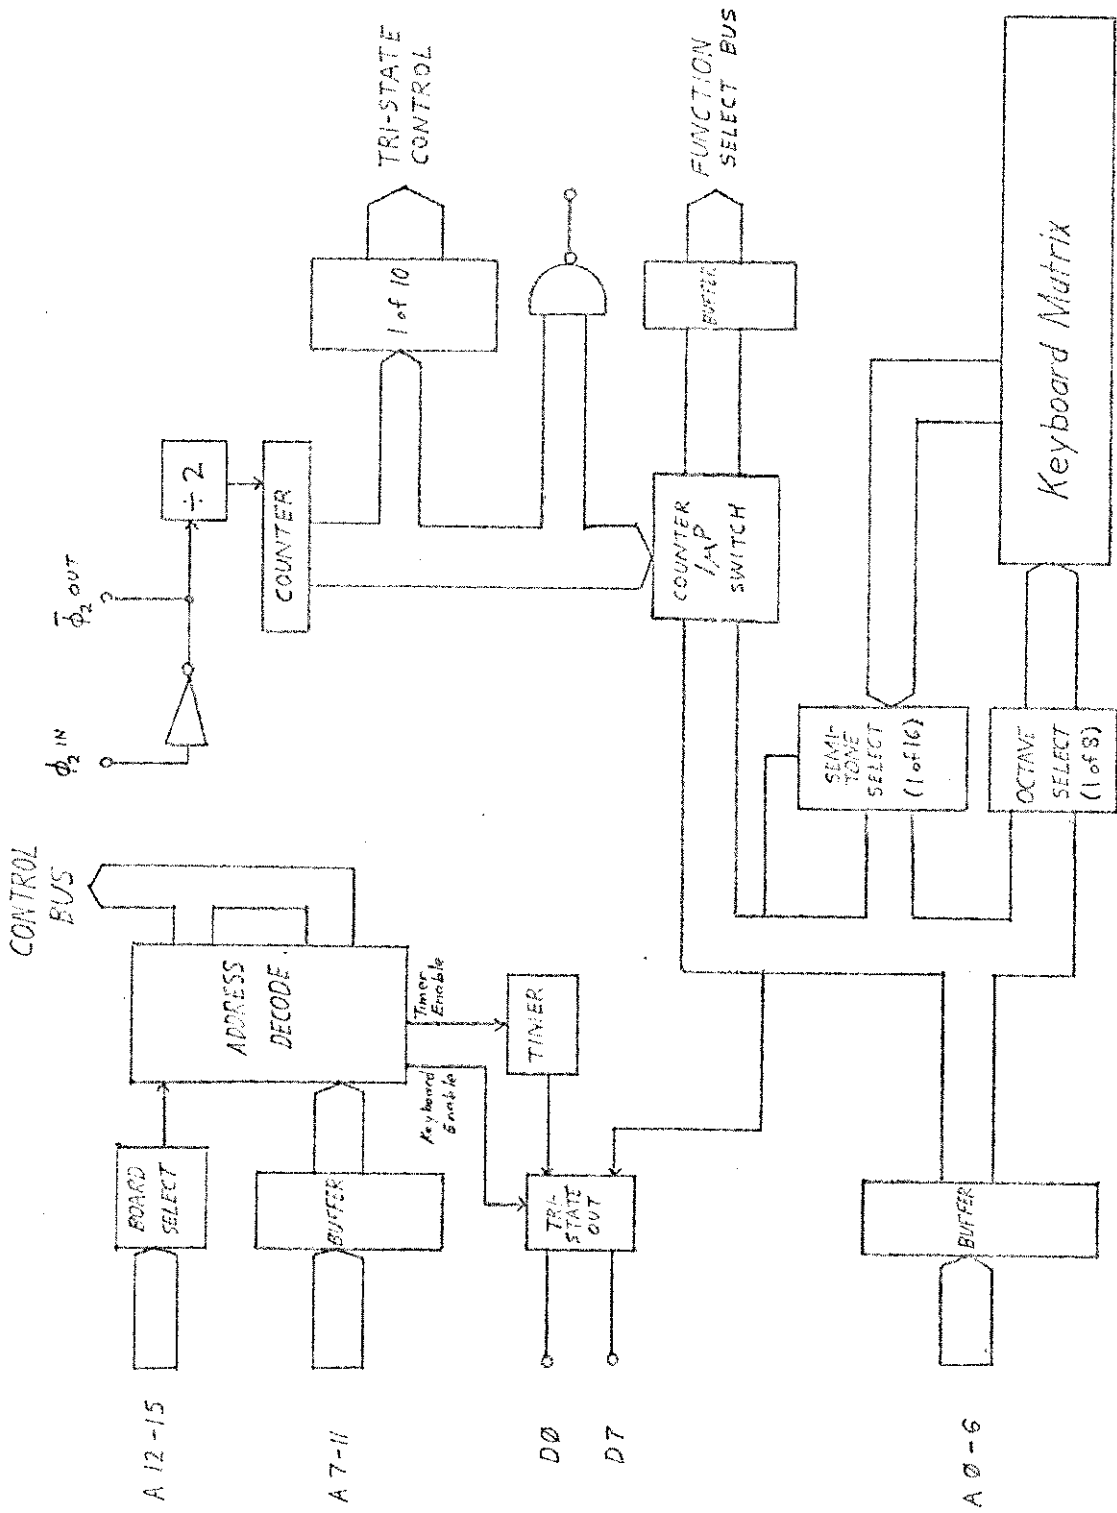 A 12-15
A 7-11
DØ
D7
A Ø-6
BOARD
SELECT
BUFFER
ADDRESS
DECODE
CONTROL
BUS
Keyboard
Enable
Timer
Enable
TIMER
TRI-
STATE
OUT
BUFFER
ϕ₂ IN
ϕ̄₂ OUT
÷ 2
COUNTER
1 of 10
TRI-STATE
CONTROL
COUNTER
/μP
SWITCH
BUFFER
FUNCTION
SELECT BUS
SEMI-
TONE
SELECT
(1 of 16)
OCTAVE
SELECT
(1 of 8)
Keyboard Matrix